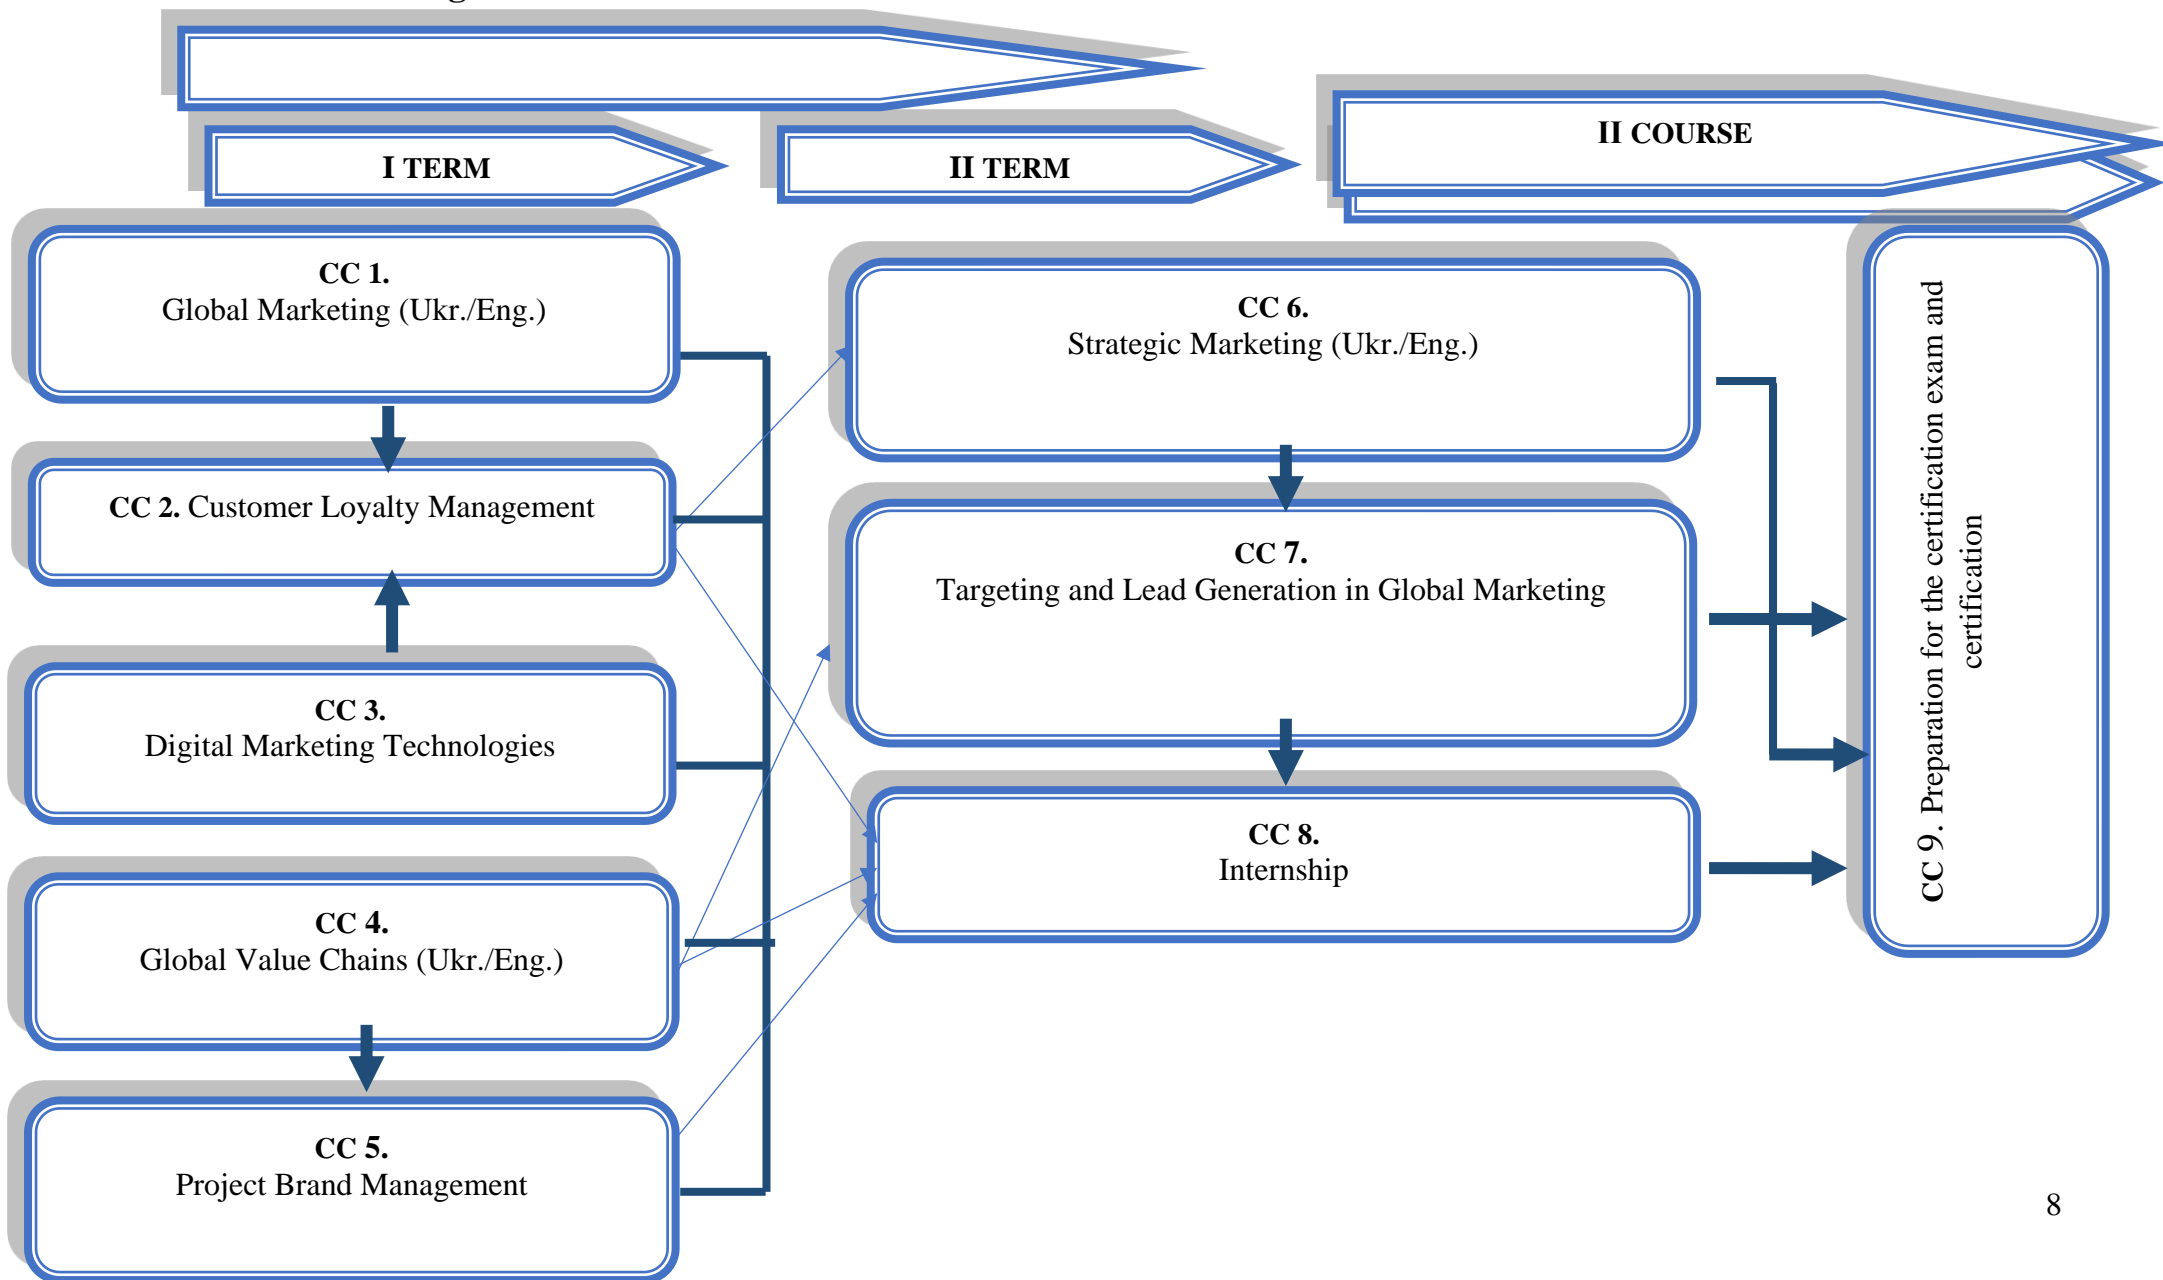 I TERM
II TERM
II COURSE
CC 1.
Global Marketing (Ukr./Eng.)
CC 2. Customer Loyalty Management
CC 3.
Digital Marketing Technologies
CC 4.
Global Value Chains (Ukr./Eng.)
CC 5.
Project Brand Management
CC 6.
Strategic Marketing (Ukr./Eng.)
CC 7.
Targeting and Lead Generation in Global Marketing
CC 8.
Internship
CC 9. Preparation for the certification exam and
certification
8